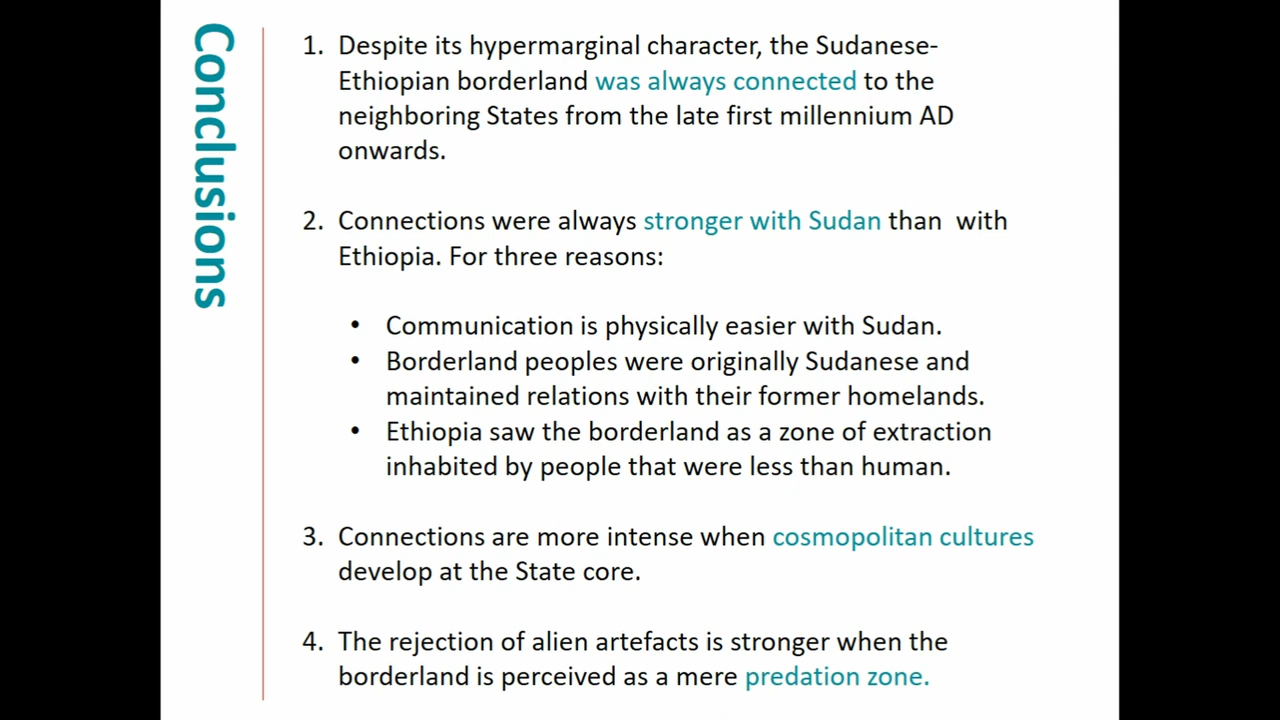 Conclusions
1. Despite its hypermarginal character, the Sudanese-
Ethiopian borderland was always connected to the
neighboring States from the late first millennium AD
onwards.
2. Connections were always stronger with Sudan than  with
Ethiopia. For three reasons:
• Communication is physically easier with Sudan.
• Borderland peoples were originally Sudanese and
maintained relations with their former homelands.
• Ethiopia saw the borderland as a zone of extraction
inhabited by people that were less than human.
3. Connections are more intense when cosmopolitan cultures
develop at the State core.
4. The rejection of alien artefacts is stronger when the
borderland is perceived as a mere predation zone.